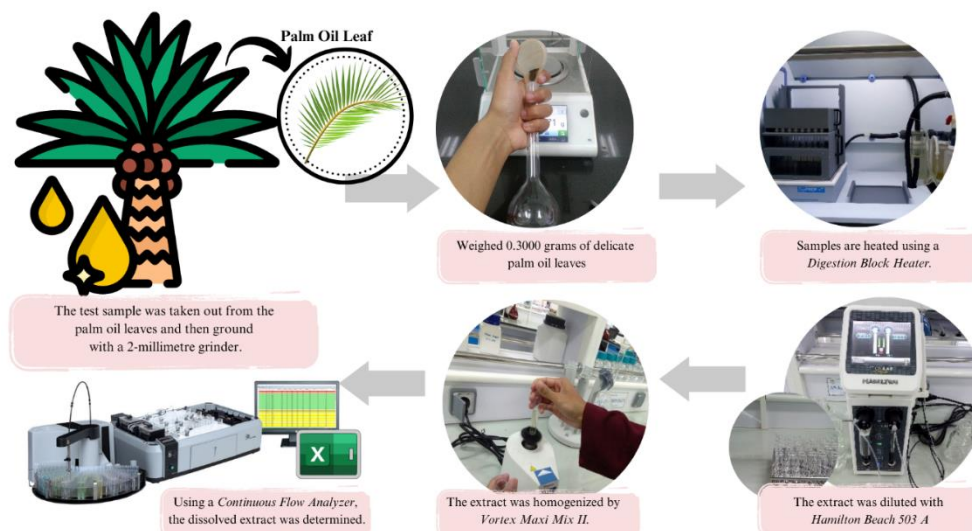 Palm Oil Leaf
Weighed 0.3000 grams of delicate
palm oil leaves
Samples are heated using a
Digestion Block Heater.
The test sample was taken out from the
palm oil leaves and then ground
with a 2-millimetre grinder.
HAMILTON
X
Using a Continuous Flow Analyzer,
the dissolved extract was determined.
The extract was homogenized by
Vortex Maxi Mix II.
The extract was diluted with
Hamilton Beach 503 A